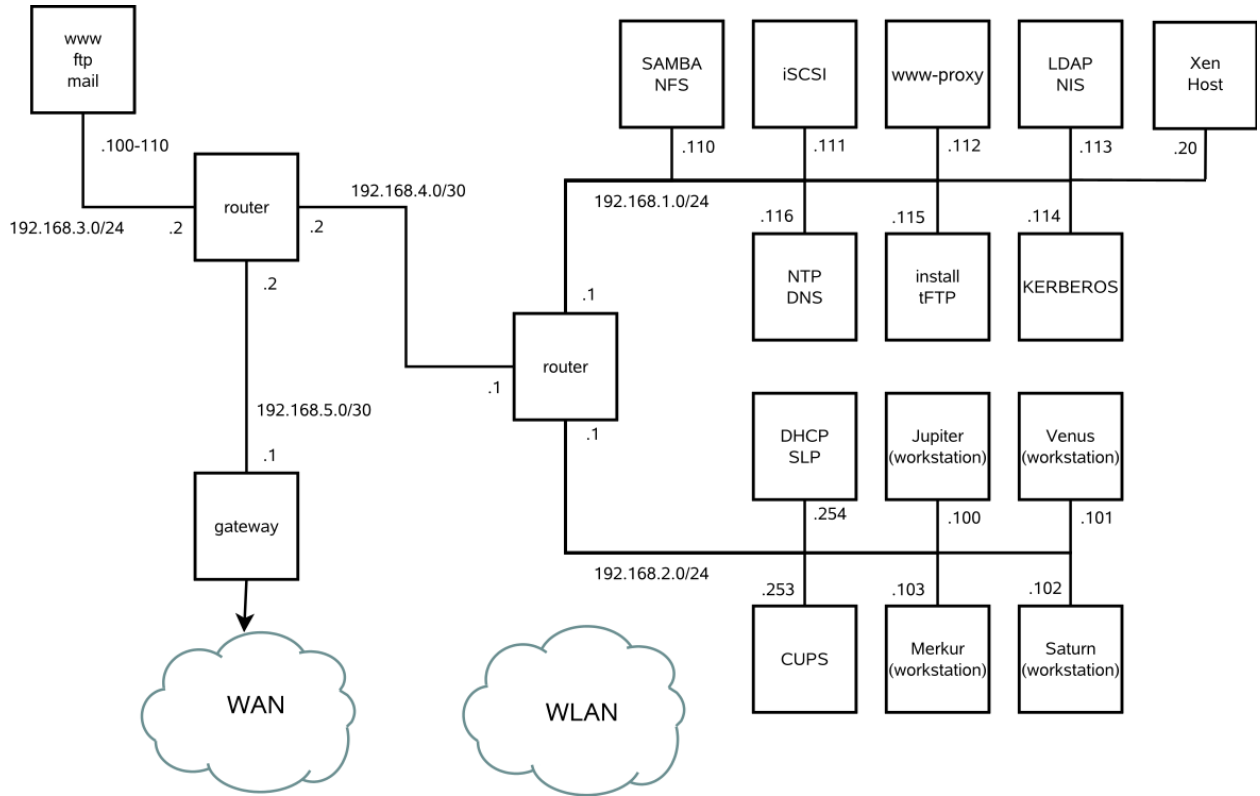 www
ftp
mail
.100-110
192.168.3.0/24
.2
router
.2
192.168.4.0/30
.2
192.168.5.0/30
.1
gateway
WAN
WLAN
router
.1
.1
.1
192.168.1.0/24
SAMBA
NFS
.110
iSCSI
.111
www-proxy
.112
LDAP
NIS
.113
Xen
Host
.20
.116
NTP
DNS
.115
install
tFTP
.114
KERBEROS
192.168.2.0/24
DHCP
SLP
.254
Jupiter
(workstation)
.100
Venus
(workstation)
.101
.253
CUPS
.103
Merkur
(workstation)
.102
Saturn
(workstation)